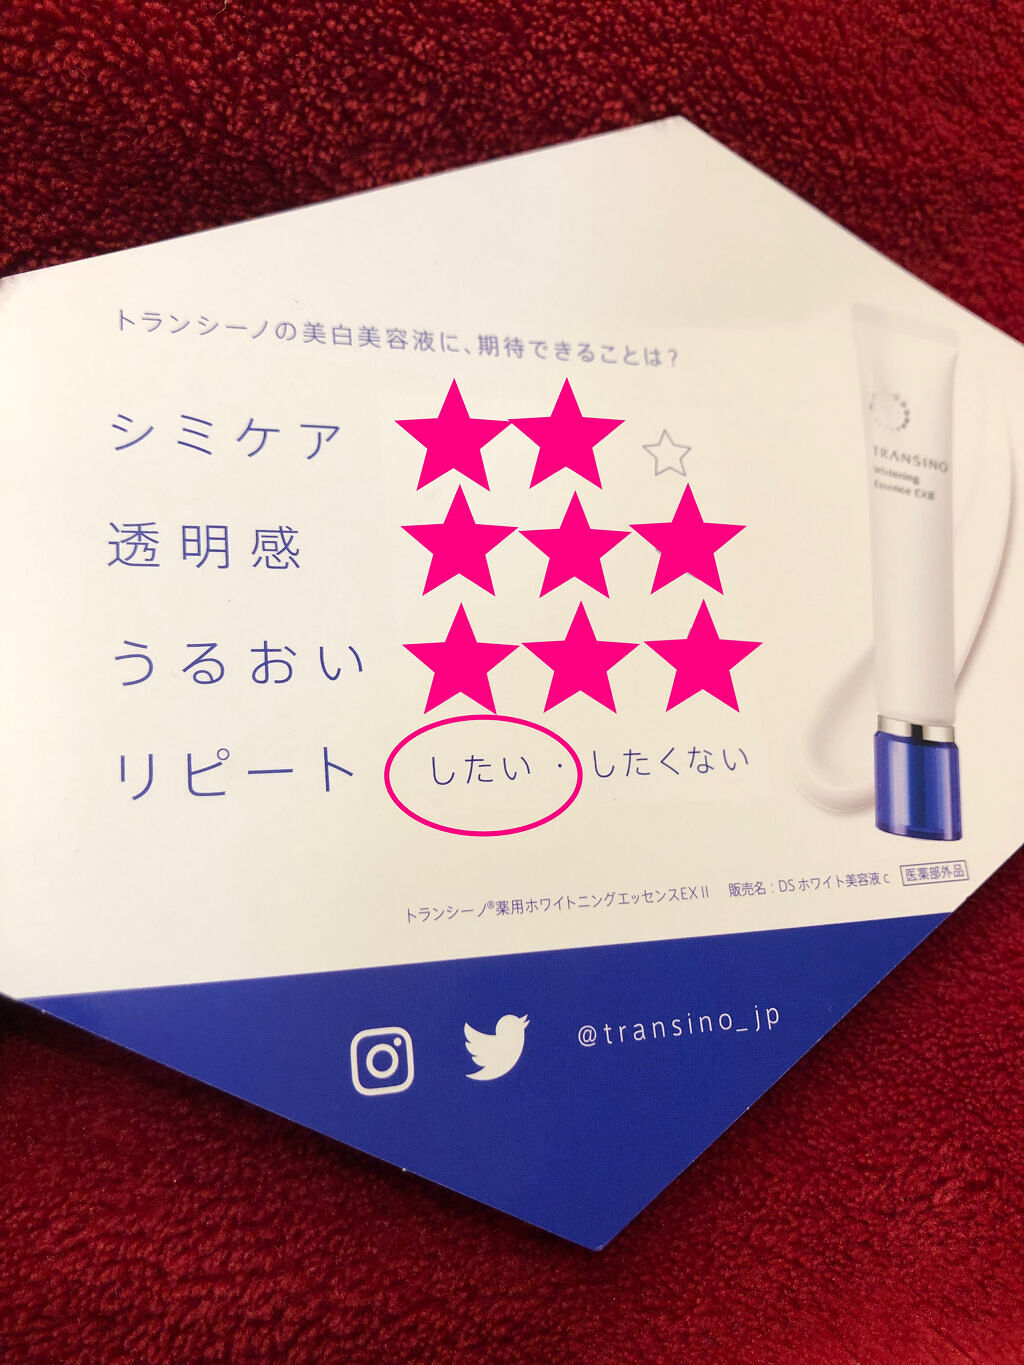 トランシーノの美白美容液に、期待できることは？
シミケア ★★☆
透明感 ★★★
うるおい ★★★
リピート したい・したくない
TRANSINO
Whitening
Essence EXⅡ
トランシーノ®薬用ホワイトニングエッセンスEXⅡ 販売名：DSホワイト美容液c 医薬部外品
@transino_jp